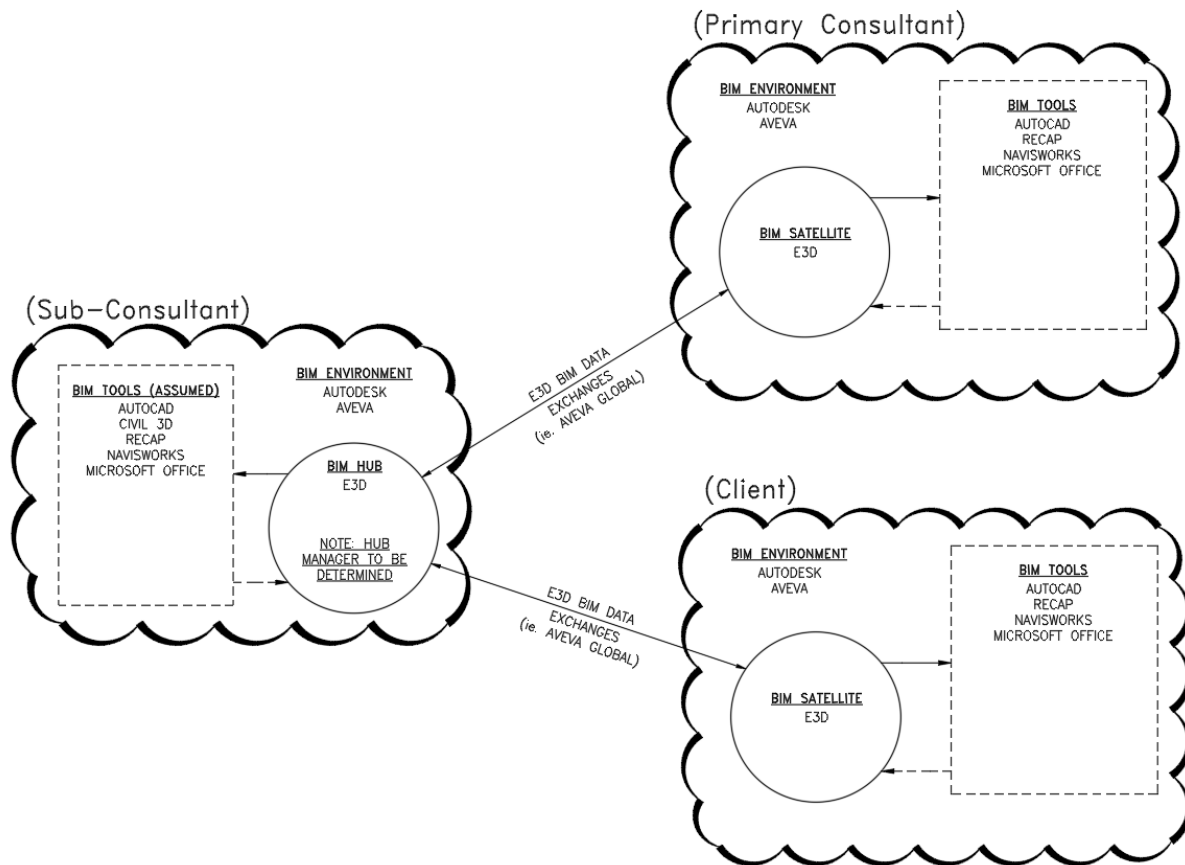 (Primary Consultant)
BIM ENVIRONMENT
AUTODESK
AVEVA
BIM TOOLS
AUTOCAD
RECAP
NAVISWORKS
MICROSOFT OFFICE
BIM SATELLITE
E3D
(Sub-Consultant)
BIM TOOLS (ASSUMED)
AUTOCAD
CIVIL 3D
RECAP
NAVISWORKS
MICROSOFT OFFICE
BIM ENVIRONMENT
AUTODESK
AVEVA
BIM HUB
E3D
NOTE: HUB
MANAGER TO BE
DETERMINED
E3D BIM DATA
EXCHANGES
(ie. AVEVA GLOBAL)
E3D BIM DATA
EXCHANGES
(ie. AVEVA GLOBAL)
(Client)
BIM ENVIRONMENT
AUTODESK
AVEVA
BIM TOOLS
AUTOCAD
RECAP
NAVISWORKS
MICROSOFT OFFICE
BIM SATELLITE
E3D